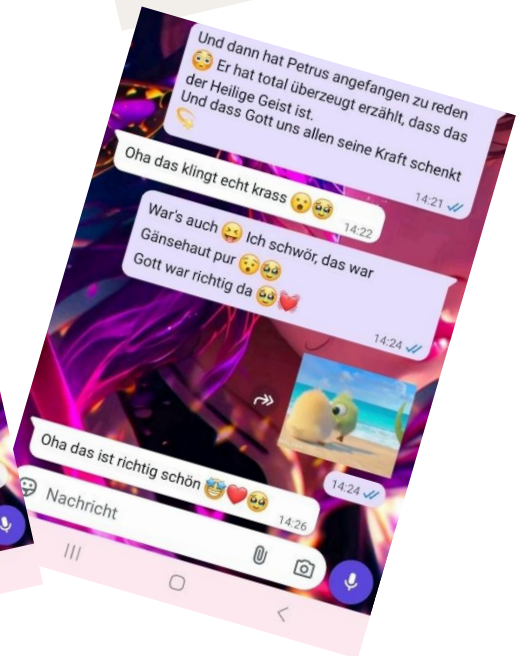 Und dann hat Petrus angefangen zu reden
😳 Er hat total überzeugt erzählt, dass das
der Heilige Geist ist.
Und dass Gott uns allen seine Kraft schenkt
💫
14:21
Oha das klingt echt krass 😮🥹
14:22
War's auch 😝 Ich schwör, das war
Gänsehaut pur 😯🥹
Gott war richtig da 🥹💓
14:24
14:24
Oha das ist richtig schön 🤩❤️🥹
14:26
Nachricht